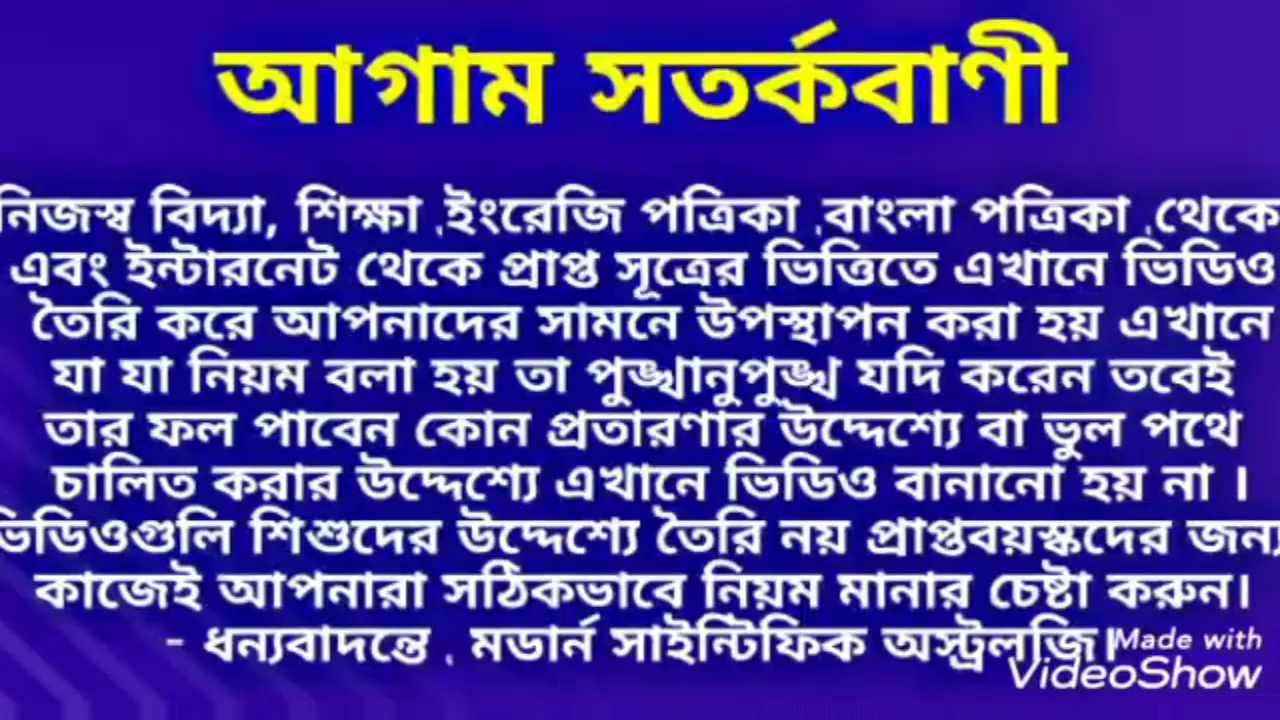 আগাম সতর্কবাণী
নিজস্ব বিদ্যা, শিক্ষা ,ইংরেজি পত্রিকা ,বাংলা পত্রিকা ,থেকে
এবং ইন্টারনেট থেকে প্রাপ্ত সূত্রের ভিত্তিতে এখানে ভিডিও
তৈরি করে আপনাদের সামনে উপস্থাপন করা হয় এখানে
যা যা নিয়ম বলা হয় তা পুঙ্খানুপুঙ্খ যদি করেন তবেই
তার ফল পাবেন কোন প্রতারণার উদ্দেশ্যে বা ভুল পথে
চালিত করার উদ্দেশ্যে এখানে ভিডিও বানানো হয় না ।
ভিডিওগুলি শিশুদের উদ্দেশ্যে তৈরি নয় প্রাপ্তবয়স্কদের জন্য
কাজেই আপনারা সঠিকভাবে নিয়ম মানার চেষ্টা করুন।
- ধন্যবাদন্তে , মডার্ন সাইন্টিফিক অস্ট্রলজি।
Made with
VideoShow